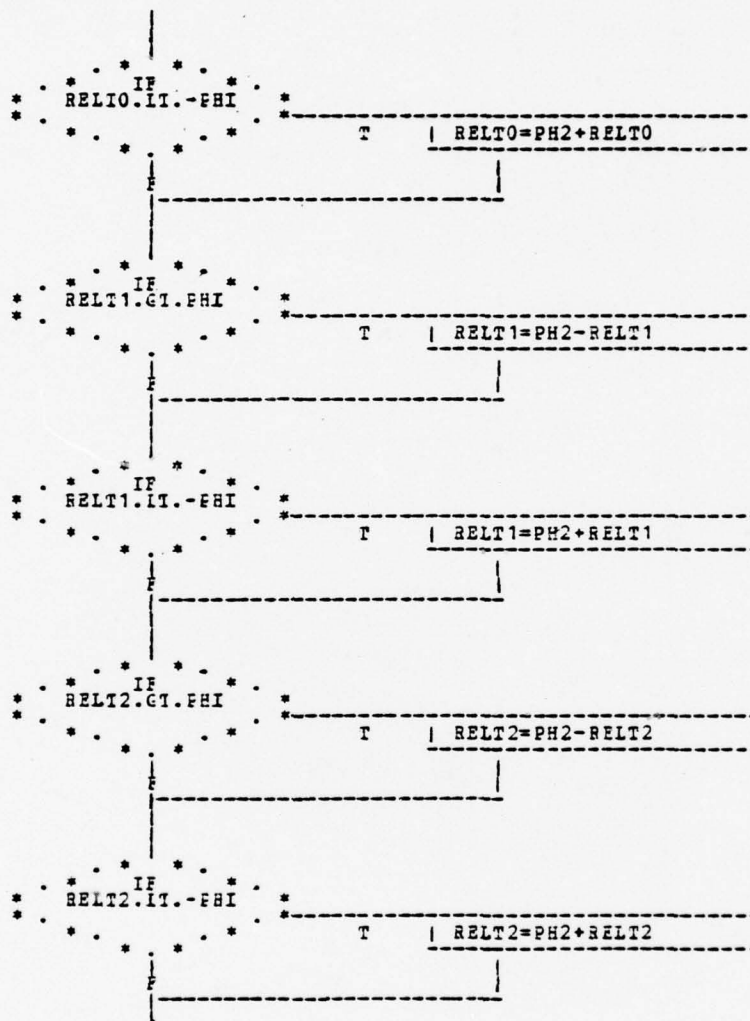 IF
RELT0.LT.-PHI
T
RELT0=PH2+RELT0
F
IF
RELT1.GT.PHI
T
RELT1=PH2-RELT1
F
IF
RELT1.LT.-PHI
T
RELT1=PH2+RELT1
F
IF
RELT2.GT.PHI
T
RELT2=PH2-RELT2
F
IF
RELT2.LT.-PHI
T
RELT2=PH2+RELT2
F